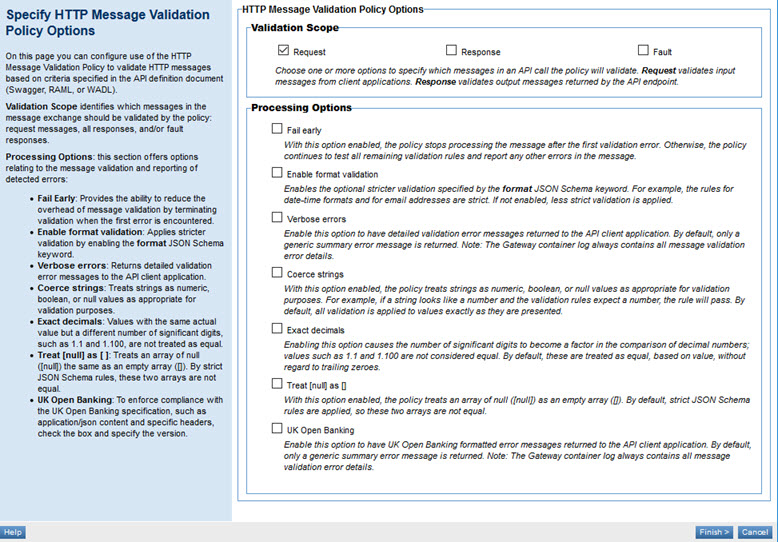 Specify HTTP Message Validation
Policy Options
On this page you can configure use of the HTTP
Message Validation Policy to validate HTTP messages
based on criteria specified in the API definition document
(Swagger, RAML, or WADL).
Validation Scope identifies which messages in the
message exchange should be validated by the policy:
request messages, all responses, and/or fault
responses.
Processing Options: this section offers options
relating to the message validation and reporting of
detected errors:
• Fail Early: Provides the ability to reduce the
overhead of message validation by terminating
validation when the first error is encountered.
• Enable format validation: Applies stricter
validation by enabling the format JSON Schema
keyword.
• Verbose errors: Returns detailed validation
error messages to the API client application.
• Coerce strings: Treats strings as numeric,
boolean, or null values as appropriate for
validation purposes.
• Exact decimals: Values with the same actual
value but a different number of significant digits,
such as 1.1 and 1.100, are not treated as equal.
• Treat [null] as [ ]: Treats an array of null
([null]) the same as an empty array ([]). By strict
JSON Schema rules, these two arrays are not
equal.
• UK Open Banking: To enforce compliance with
the UK Open Banking specification, such as
application/json content and specific headers,
check the box and specify the version.
HTTP Message Validation Policy Options
Validation Scope
Request Response Fault
Choose one or more options to specify which messages in an API call the policy will validate. Request validates input
messages from client applications. Response validates output messages returned by the API endpoint.
Processing Options
Fail early
With this option enabled, the policy stops processing the message after the first validation error. Otherwise, the policy
continues to test all remaining validation rules and report any other errors in the message.
Enable format validation
Enables the optional stricter validation specified by the format JSON Schema keyword. For example, the rules for
date-time formats and for email addresses are strict. If not enabled, less strict validation is applied.
Verbose errors
Enable this option to have detailed validation error messages returned to the API client application. By default, only a
generic summary error message is returned. Note: The Gateway container log always contains all message validation
error details.
Coerce strings
With this option enabled, the policy treats strings as numeric, boolean, or null values as appropriate for validation
purposes. For example, if a string looks like a number and the validation rules expect a number, the rule will pass. By
default, all validation is applied to values exactly as they are presented.
Exact decimals
Enabling this option causes the number of significant digits to become a factor in the comparison of decimal numbers;
values such as 1.1 and 1.100 are not considered equal. By default, these are treated as equal, based on value, without
regard to trailing zeroes.
Treat [null] as []
With this option enabled, the policy treats an array of null ([null]) as an empty array ([]). By default, strict JSON Schema
rules are applied, so these two arrays are not equal.
UK Open Banking
Enable this option to have UK Open Banking formatted error messages returned to the API client application. By default,
only a generic summary error message is returned. Note: The Gateway container log always contains all message
validation error details.
Help Finish > Cancel